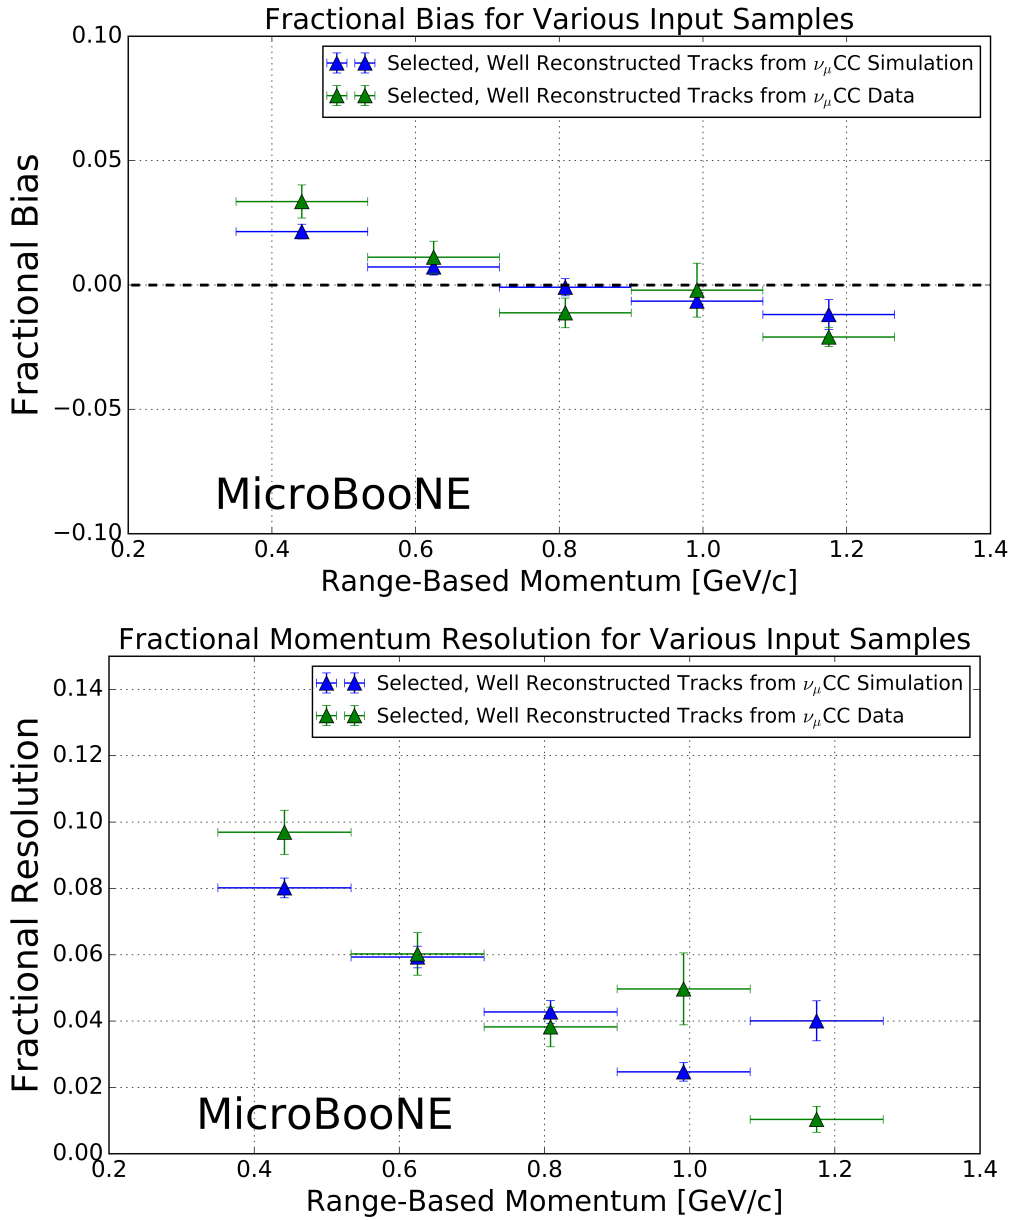 Fractional Bias for Various Input Samples
0.10
0.05
0.00
−0.05
−0.10
Fractional Bias
Selected, Well Reconstructed Tracks from νμCC Simulation
Selected, Well Reconstructed Tracks from νμCC Data
MicroBooNE
0.2 0.4 0.6 0.8 1.0 1.2 1.4
Range-Based Momentum [GeV/c]
Fractional Momentum Resolution for Various Input Samples
0.14
0.12
0.10
0.08
0.06
0.04
0.02
0.00
Fractional Resolution
Selected, Well Reconstructed Tracks from νμCC Simulation
Selected, Well Reconstructed Tracks from νμCC Data
MicroBooNE
0.2 0.4 0.6 0.8 1.0 1.2 1.4
Range-Based Momentum [GeV/c]